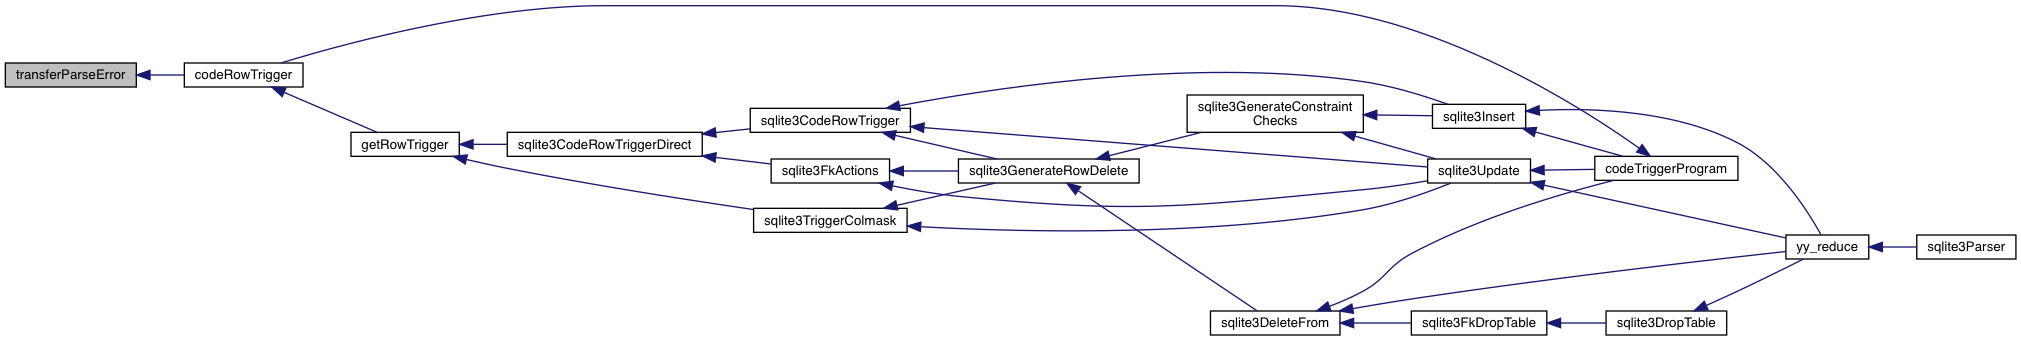 transferParseError
codeRowTrigger
getRowTrigger
sqlite3CodeRowTriggerDirect
sqlite3CodeRowTrigger
sqlite3FkActions
sqlite3TriggerColmask
sqlite3GenerateRowDelete
sqlite3GenerateConstraint
Checks
sqlite3DeleteFrom
sqlite3Insert
sqlite3Update
sqlite3FkDropTable
codeTriggerProgram
sqlite3DropTable
yy_reduce
sqlite3Parser